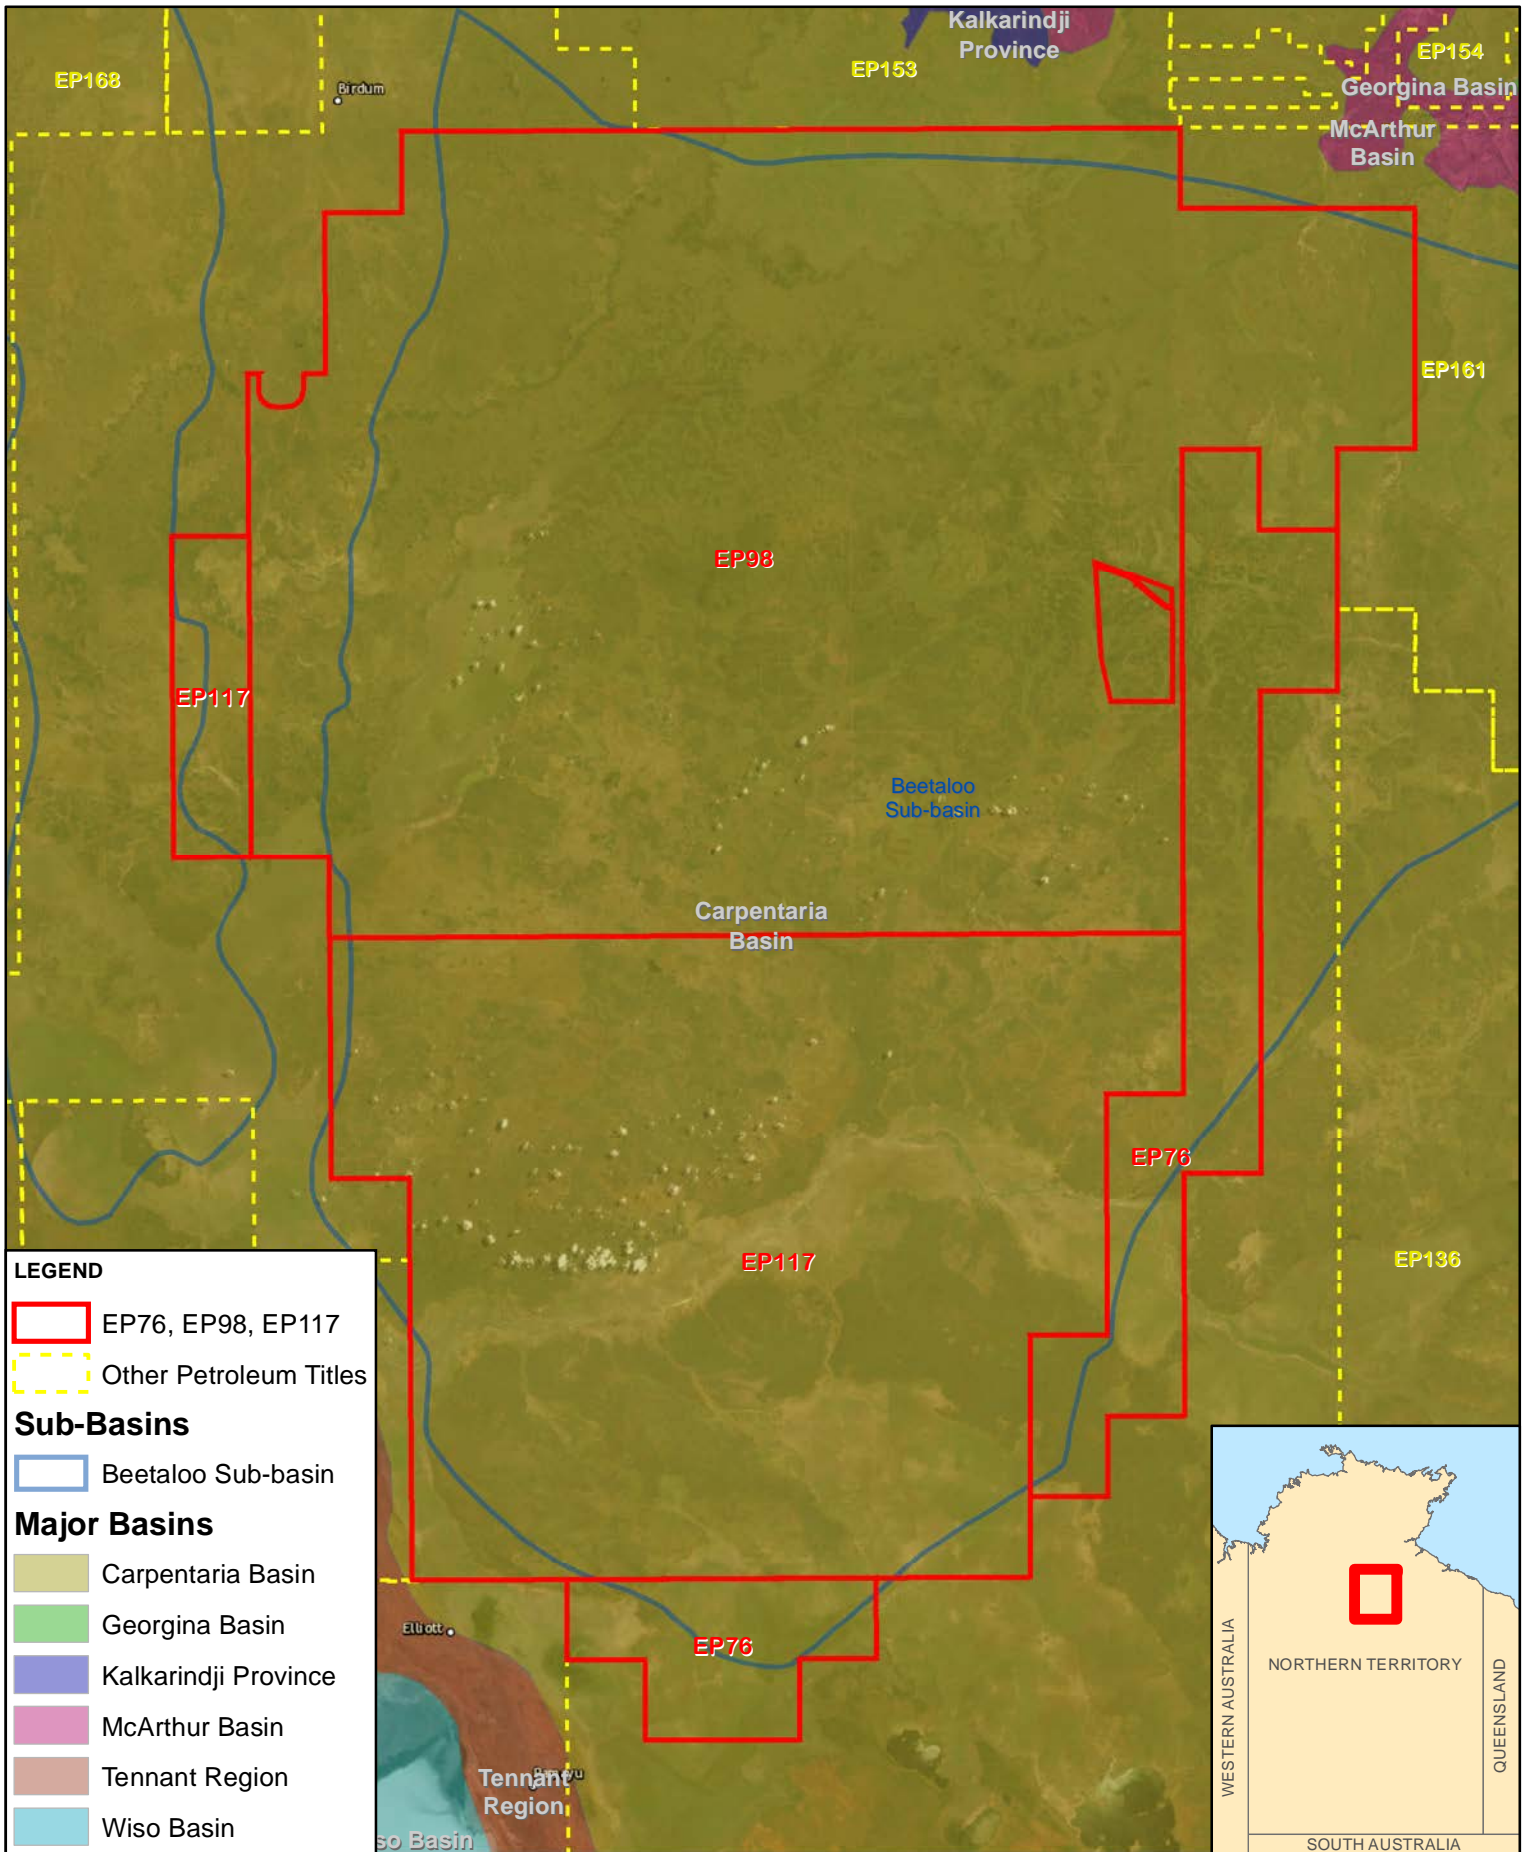 Kalkarindji
Province
EP168
EP153
EP154
Birdum
Georgina Basin
McArthur
Basin
EP161
EP98
EP117
Beetaloo
Sub-basin
Carpentaria
Basin
EP76
EP117
EP136
EP76
Elliott
Tennant
Region
so Basin
LEGEND
EP76, EP98, EP117
Other Petroleum Titles
Sub-Basins
Beetaloo Sub-basin
Major Basins
Carpentaria Basin
Georgina Basin
Kalkarindji Province
McArthur Basin
Tennant Region
Wiso Basin
WESTERN AUSTRALIA
NORTHERN TERRITORY
QUEENSLAND
SOUTH AUSTRALIA